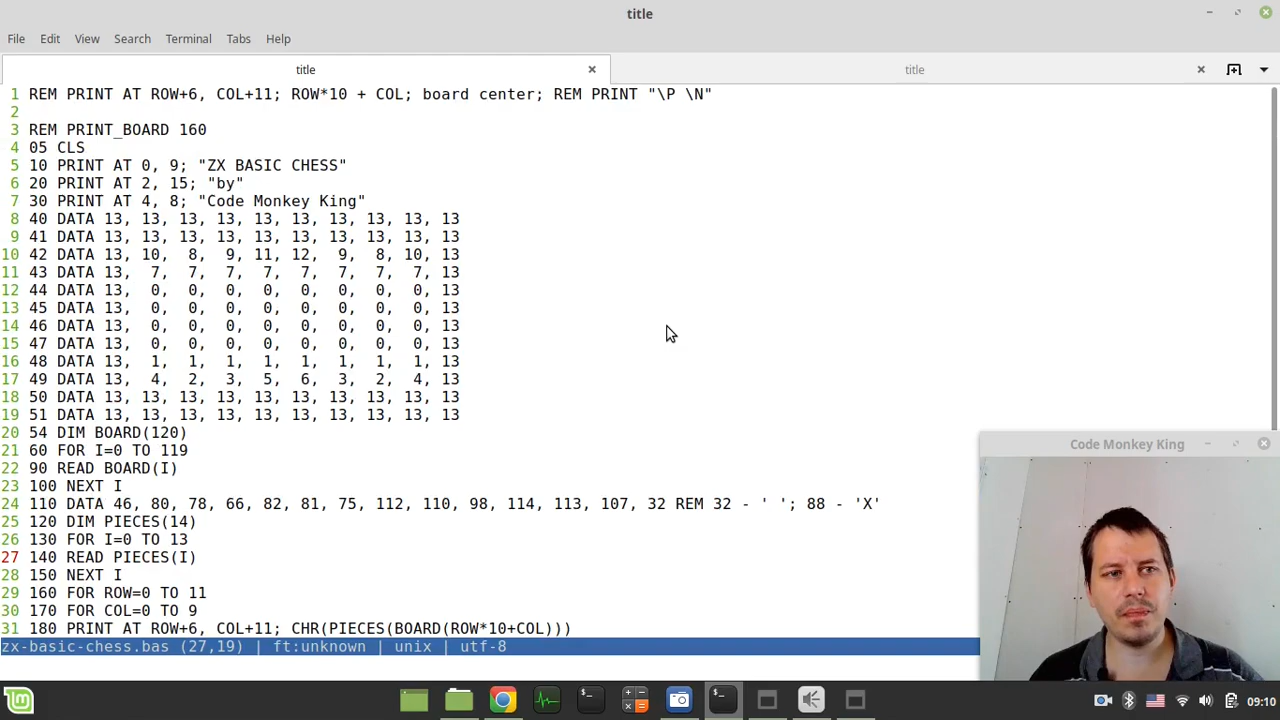 title
File Edit View Search Terminal Tabs Help
title title
1 REM PRINT AT ROW+6, COL+11; ROW*10 + COL; board center; REM PRINT "\P \N"
2
3 REM PRINT_BOARD 160
4 05 CLS
5 10 PRINT AT 0, 9; "ZX BASIC CHESS"
6 20 PRINT AT 2, 15; "by"
7 30 PRINT AT 4, 8; "Code Monkey King"
8 40 DATA 13, 13, 13, 13, 13, 13, 13, 13, 13, 13
9 41 DATA 13, 13, 13, 13, 13, 13, 13, 13, 13, 13
10 42 DATA 13, 10,  8,  9, 11, 12,  9,  8, 10, 13
11 43 DATA 13,  7,  7,  7,  7,  7,  7,  7,  7, 13
12 44 DATA 13,  0,  0,  0,  0,  0,  0,  0,  0, 13
13 45 DATA 13,  0,  0,  0,  0,  0,  0,  0,  0, 13
14 46 DATA 13,  0,  0,  0,  0,  0,  0,  0,  0, 13
15 47 DATA 13,  0,  0,  0,  0,  0,  0,  0,  0, 13
16 48 DATA 13,  1,  1,  1,  1,  1,  1,  1,  1, 13
17 49 DATA 13,  4,  2,  3,  5,  6,  3,  2,  4, 13
18 50 DATA 13, 13, 13, 13, 13, 13, 13, 13, 13, 13
19 51 DATA 13, 13, 13, 13, 13, 13, 13, 13, 13, 13
20 54 DIM BOARD(120)
21 60 FOR I=0 TO 119
22 90 READ BOARD(I)
23 100 NEXT I
24 110 DATA 46, 80, 78, 66, 82, 81, 75, 112, 110, 98, 114, 113, 107, 32 REM 32 - ' '; 88 - 'X'
25 120 DIM PIECES(14)
26 130 FOR I=0 TO 13
27 140 READ PIECES(I)
28 150 NEXT I
29 160 FOR ROW=0 TO 11
30 170 FOR COL=0 TO 9
31 180 PRINT AT ROW+6, COL+11; CHR(PIECES(BOARD(ROW*10+COL)))
zx-basic-chess.bas (27,19) | ft:unknown | unix | utf-8
Code Monkey King
09:10